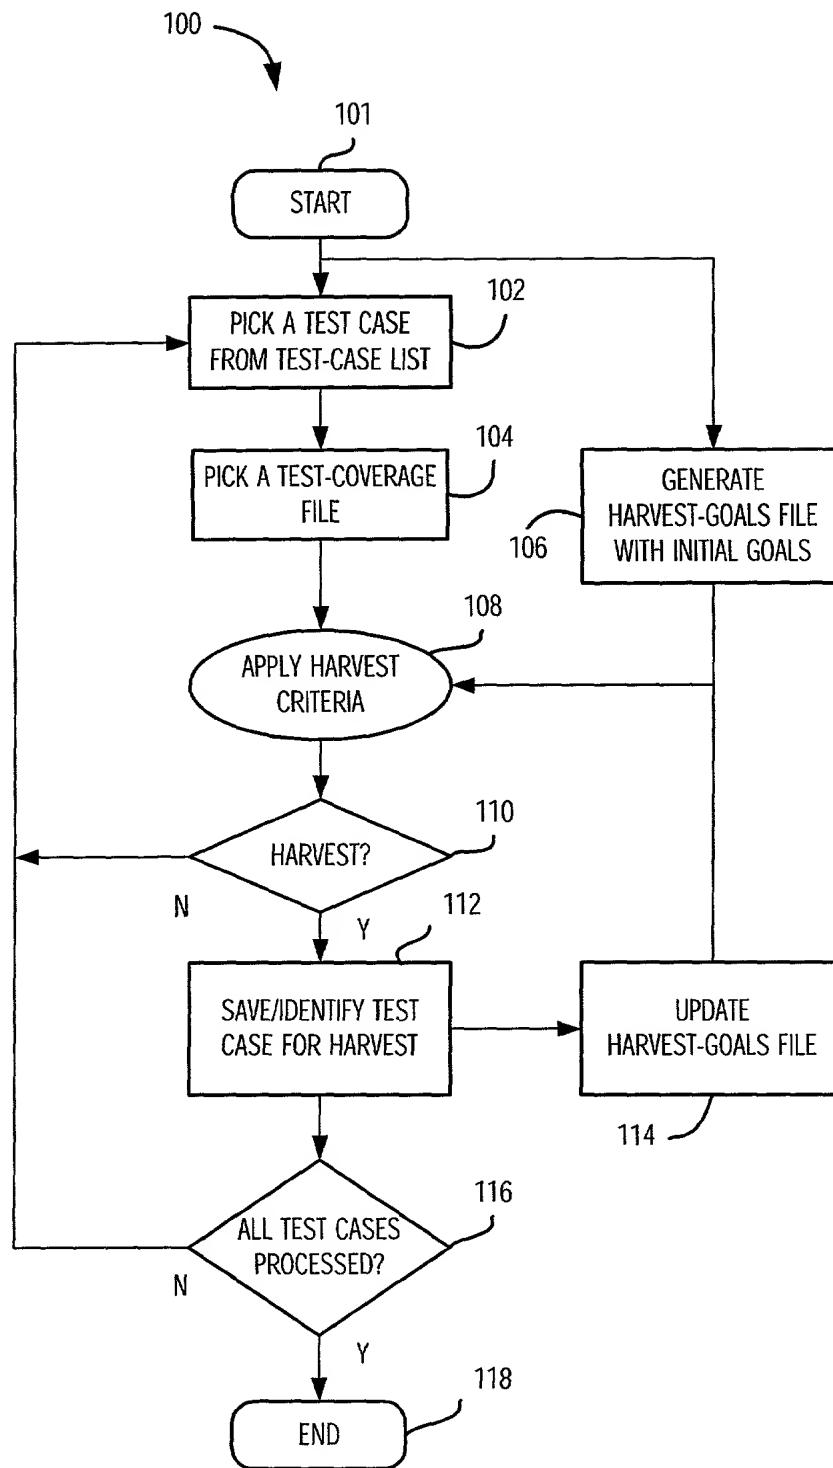 100
101
START
102
PICK A TEST CASE
FROM TEST-CASE LIST
104
PICK A TEST-COVERAGE
FILE
GENERATE
HARVEST-GOALS FILE
WITH INITIAL GOALS
106
108
APPLY HARVEST
CRITERIA
110
HARVEST?
N
Y
112
SAVE/IDENTIFY TEST
CASE FOR HARVEST
UPDATE
HARVEST-GOALS FILE
114
116
ALL TEST CASES
PROCESSED?
N
Y
118
END